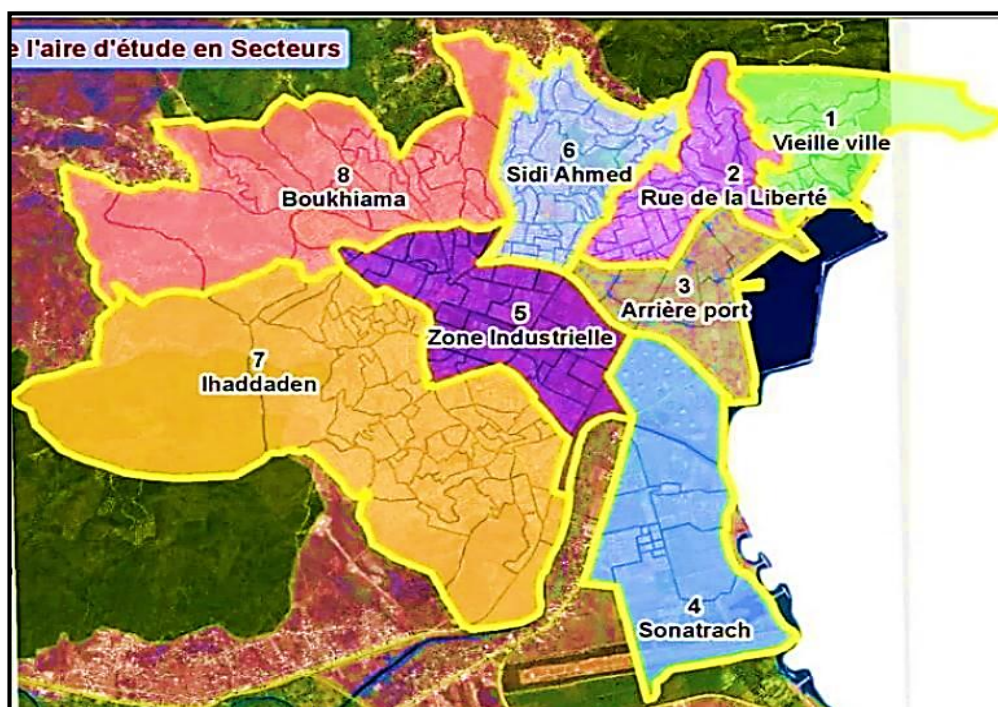 e l'aire d'étude en Secteurs
1
Vieille ville
6
Sidi Ahmed
2
Rue de la Liberté
8
Boukhiama
3
Arrière port
5
Zone Industrielle
7
Ihaddaden
4
Sonatrach